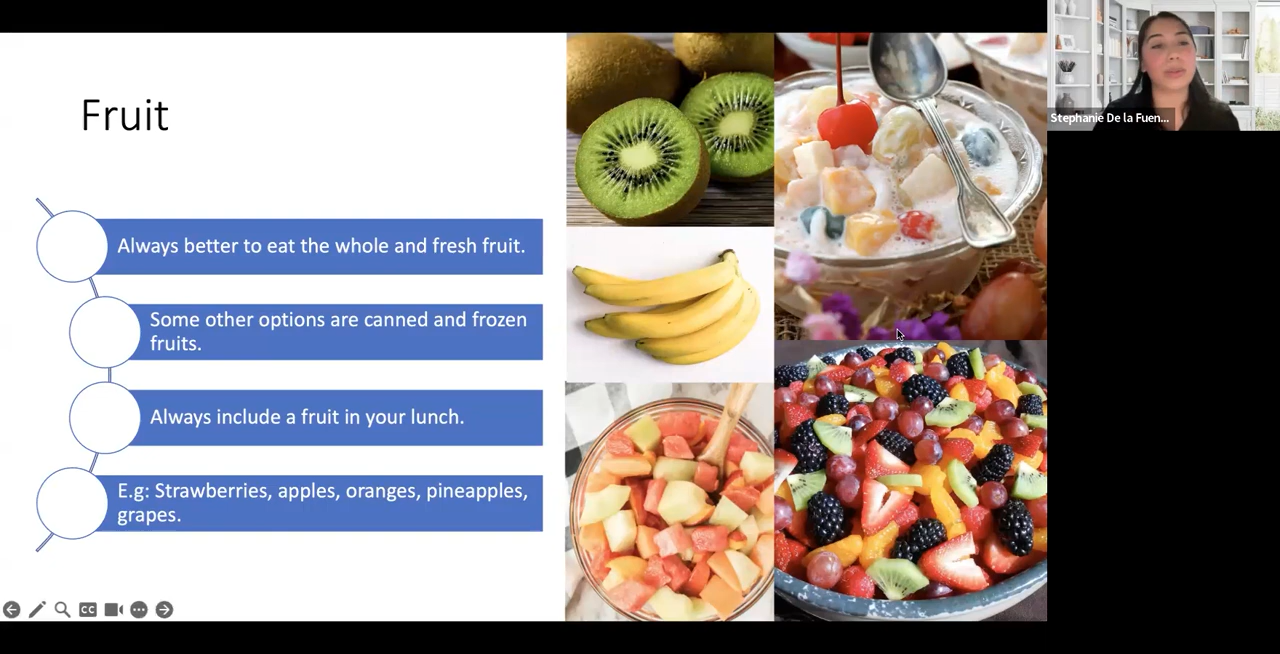 Fruit
Always better to eat the whole and fresh fruit.
Some other options are canned and frozen
fruits.
Always include a fruit in your lunch.
E.g: Strawberries, apples, oranges, pineapples,
grapes.
Stephanie De la Fuen...
CC